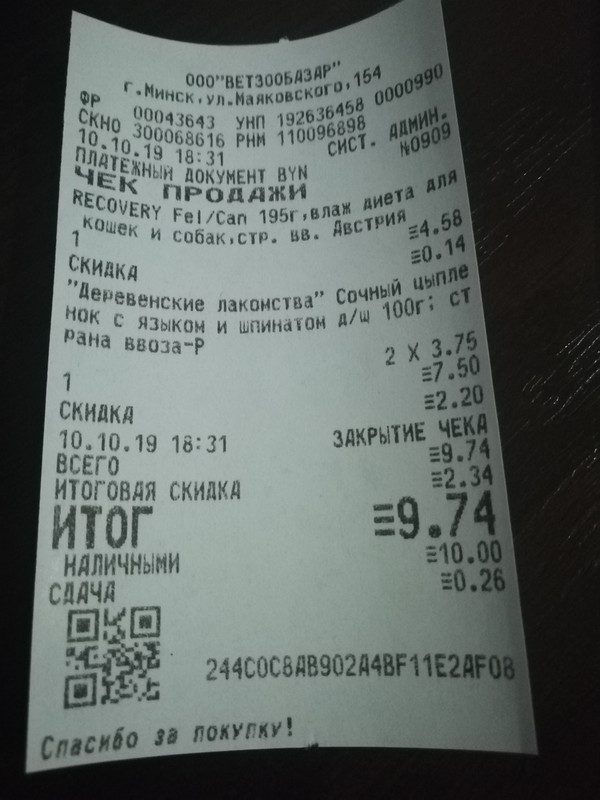 ООО"ВЕТЗООБАЗАР"
г.Минск,ул.Маяковского,154
ФР 00043643 УНП 192636458 0000990
СКНО 300068616 РНМ 110096898
10.10.19 18:31 СИСТ. АДМИН.
ПЛАТЕЖНЫЙ ДОКУМЕНТ BYN №0909
ЧЕК ПРОДАЖИ
RECOVERY Fel/Can 195г,влаж диета для
кошек и собак,стр. вв. Австрия
1 ≡4.58
СКИДКА ≡0.14
"Деревенские лакомства" Сочный цыпле
нок с языком и шпинатом д/щ 100г; ст
рана ввоза-Р
2 X 3.75
1 ≡7.50
СКИДКА ≡2.20
10.10.19 18:31 ЗАКРЫТИЕ ЧЕКА
ВСЕГО ≡9.74
ИТОГОВАЯ СКИДКА ≡2.34
ИТОГ ≡9.74
НАЛИЧНЫМИ ≡10.00
СДАЧА ≡0.26
244C0C8AB902A4BF11E2AF08
Спасибо за покупку!